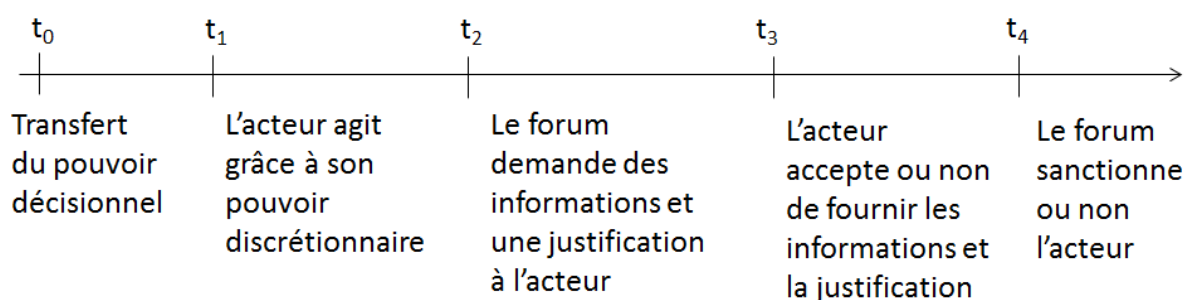 t0
t1
t2
t3
t4
Transfert
du pouvoir
décisionnel
L'acteur agit
grâce à son
pouvoir
discrétionnaire
Le forum
demande des
informations et
une justification
à l'acteur
L'acteur
accepte ou non
de fournir les
informations et
la justification
Le forum
sanctionne
ou non
l'acteur